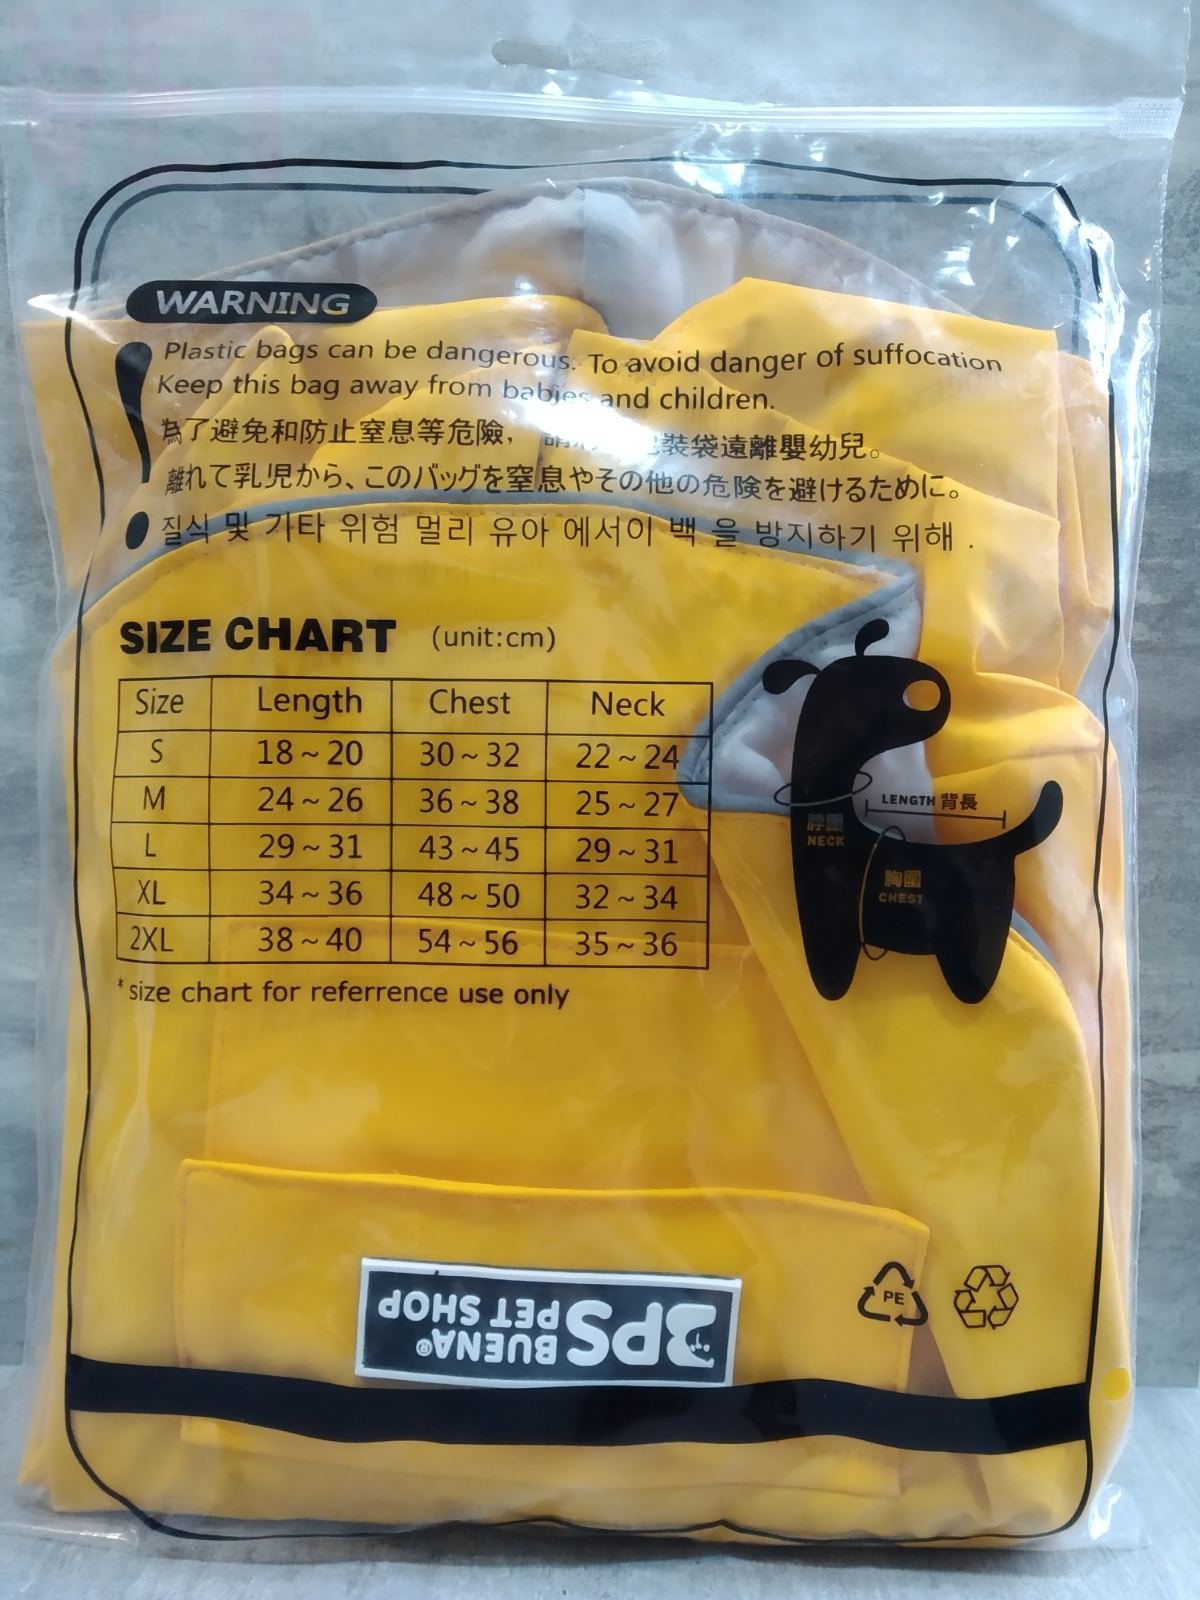 WARNING
Plastic bags can be dangerous. To avoid danger of suffocation
Keep this bag away from babies and children.
為了避免和防止窒息等危險, 裝袋遠離嬰幼兒。
離れて乳児から、このバッグを窒息やその他の危険を避けるために。
질식 및 기타 위험 멀리 유아 에서이 백 을 방지하기 위해 .
SIZE CHART (unit:cm)
Size Length Chest Neck
S 18~20 30~32 22~24
M 24~26 36~38 25~27
L 29~31 43~45 29~31
XL 34~36 48~50 32~34
2XL 38~40 54~56 35~36
*size chart for referrence use only
LENGTH 背長
脖圍
NECK
胸圍
CHEST
PE
BPS BUENA®
PET SHOP